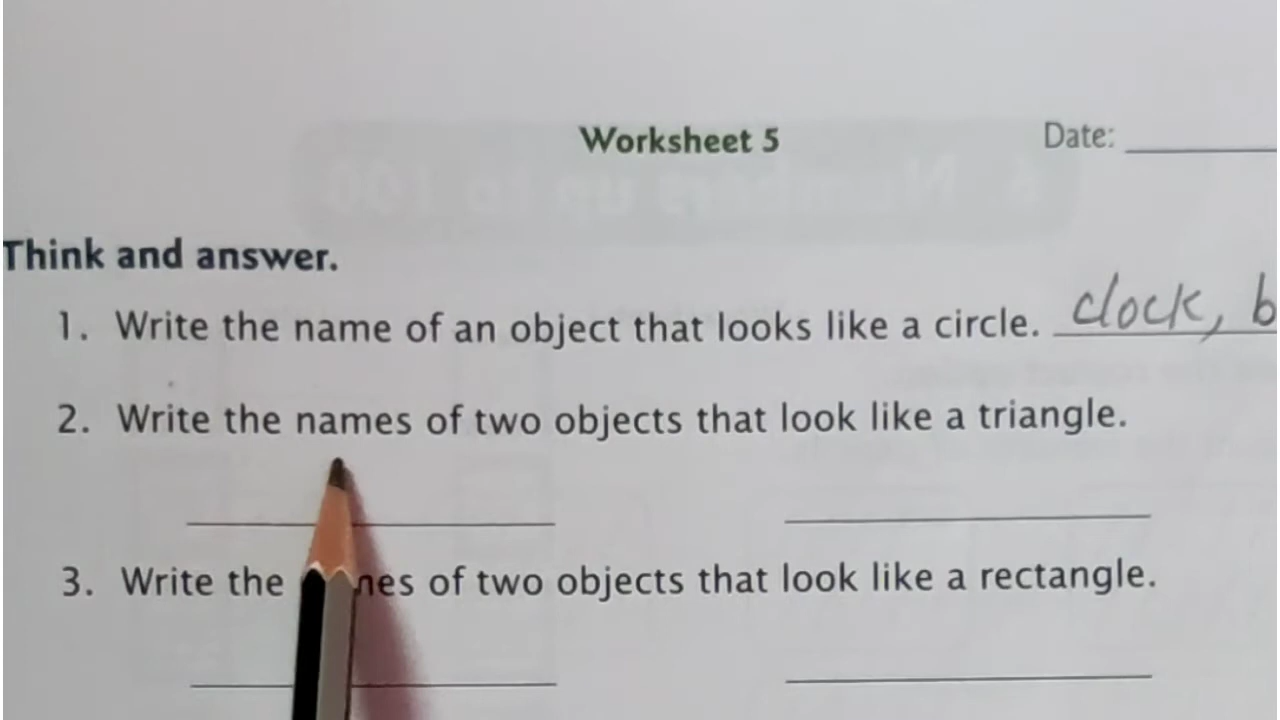 Worksheet 5 Date:
Think and answer.
1. Write the name of an object that looks like a circle. clock, b
2. Write the names of two objects that look like a triangle.
3. Write the nes of two objects that look like a rectangle.